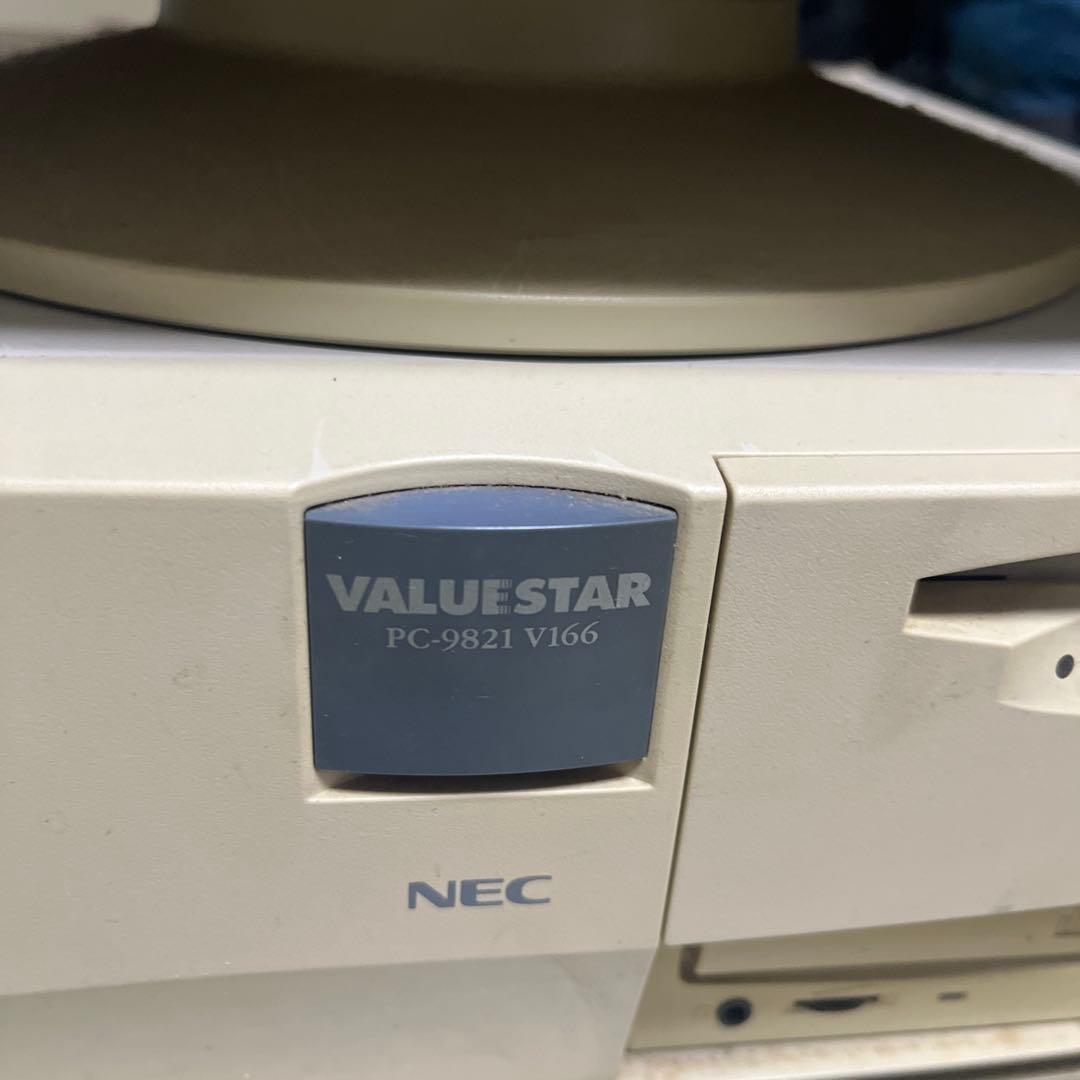 VALUESTAR
PC-9821 V166
NEC